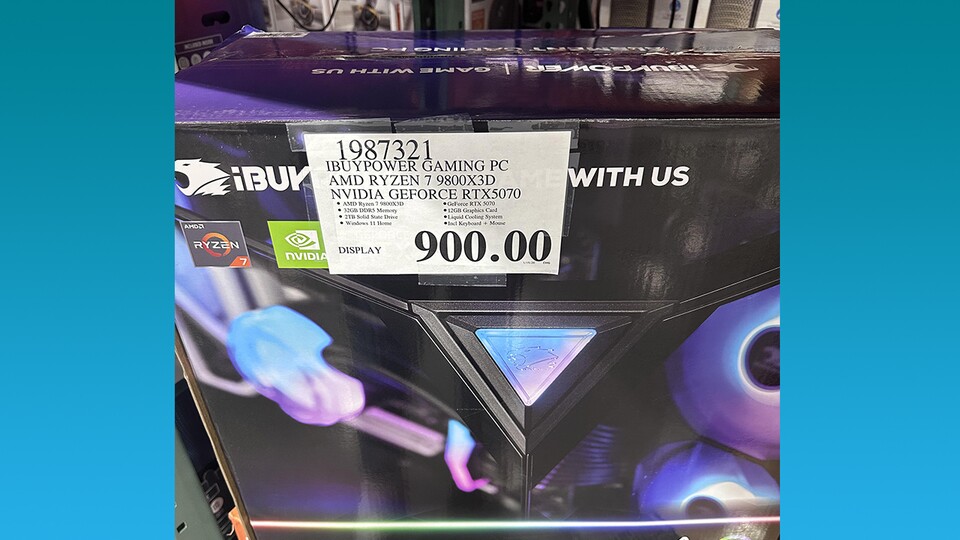 iBUYPOWER | GAME WITH US
1987321
IBUYPOWER GAMING PC
AMD RYZEN 7 9800X3D
NVIDIA GEFORCE RTX5070
• AMD Ryzen 7 9800X3D
• 32GB DDR5 Memory
• 2TB Solid State Drive
• Windows 11 Home
• GeForce RTX 5070
• 12GB Graphics Card
• Liquid Cooling System
• Incl Keyboard + Mouse
DISPLAY
900.00
iBUY
WITH US
AMD
RYZEN
7
NVIDIA